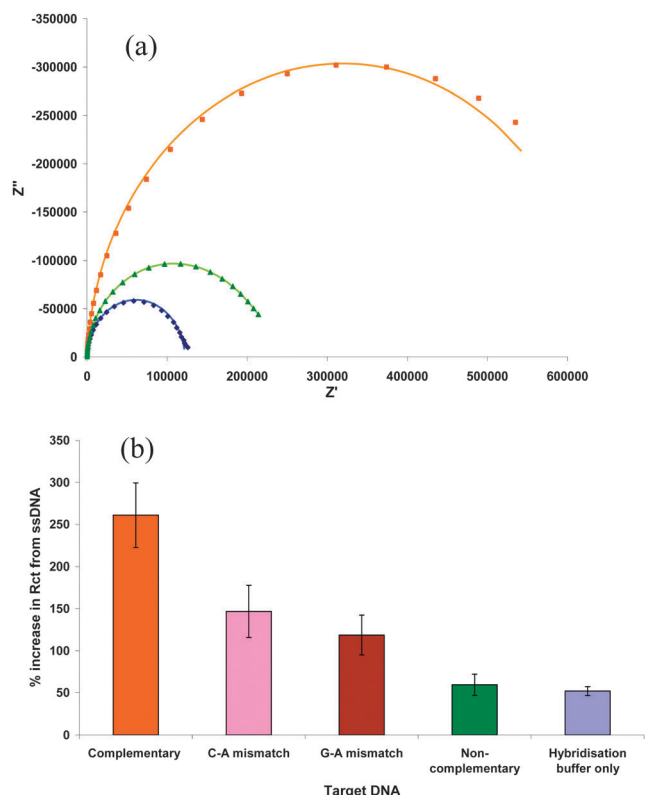 (a)
Z''
-350000
-300000
-250000
-200000
-150000
-100000
-50000
0
0 100000 200000 300000 400000 500000 600000
Z'
(b)
% increase in Rct from ssDNA
350
300
250
200
150
100
50
0
Complementary C-A mismatch G-A mismatch Non- Hybridisation
complementary buffer only
Target DNA